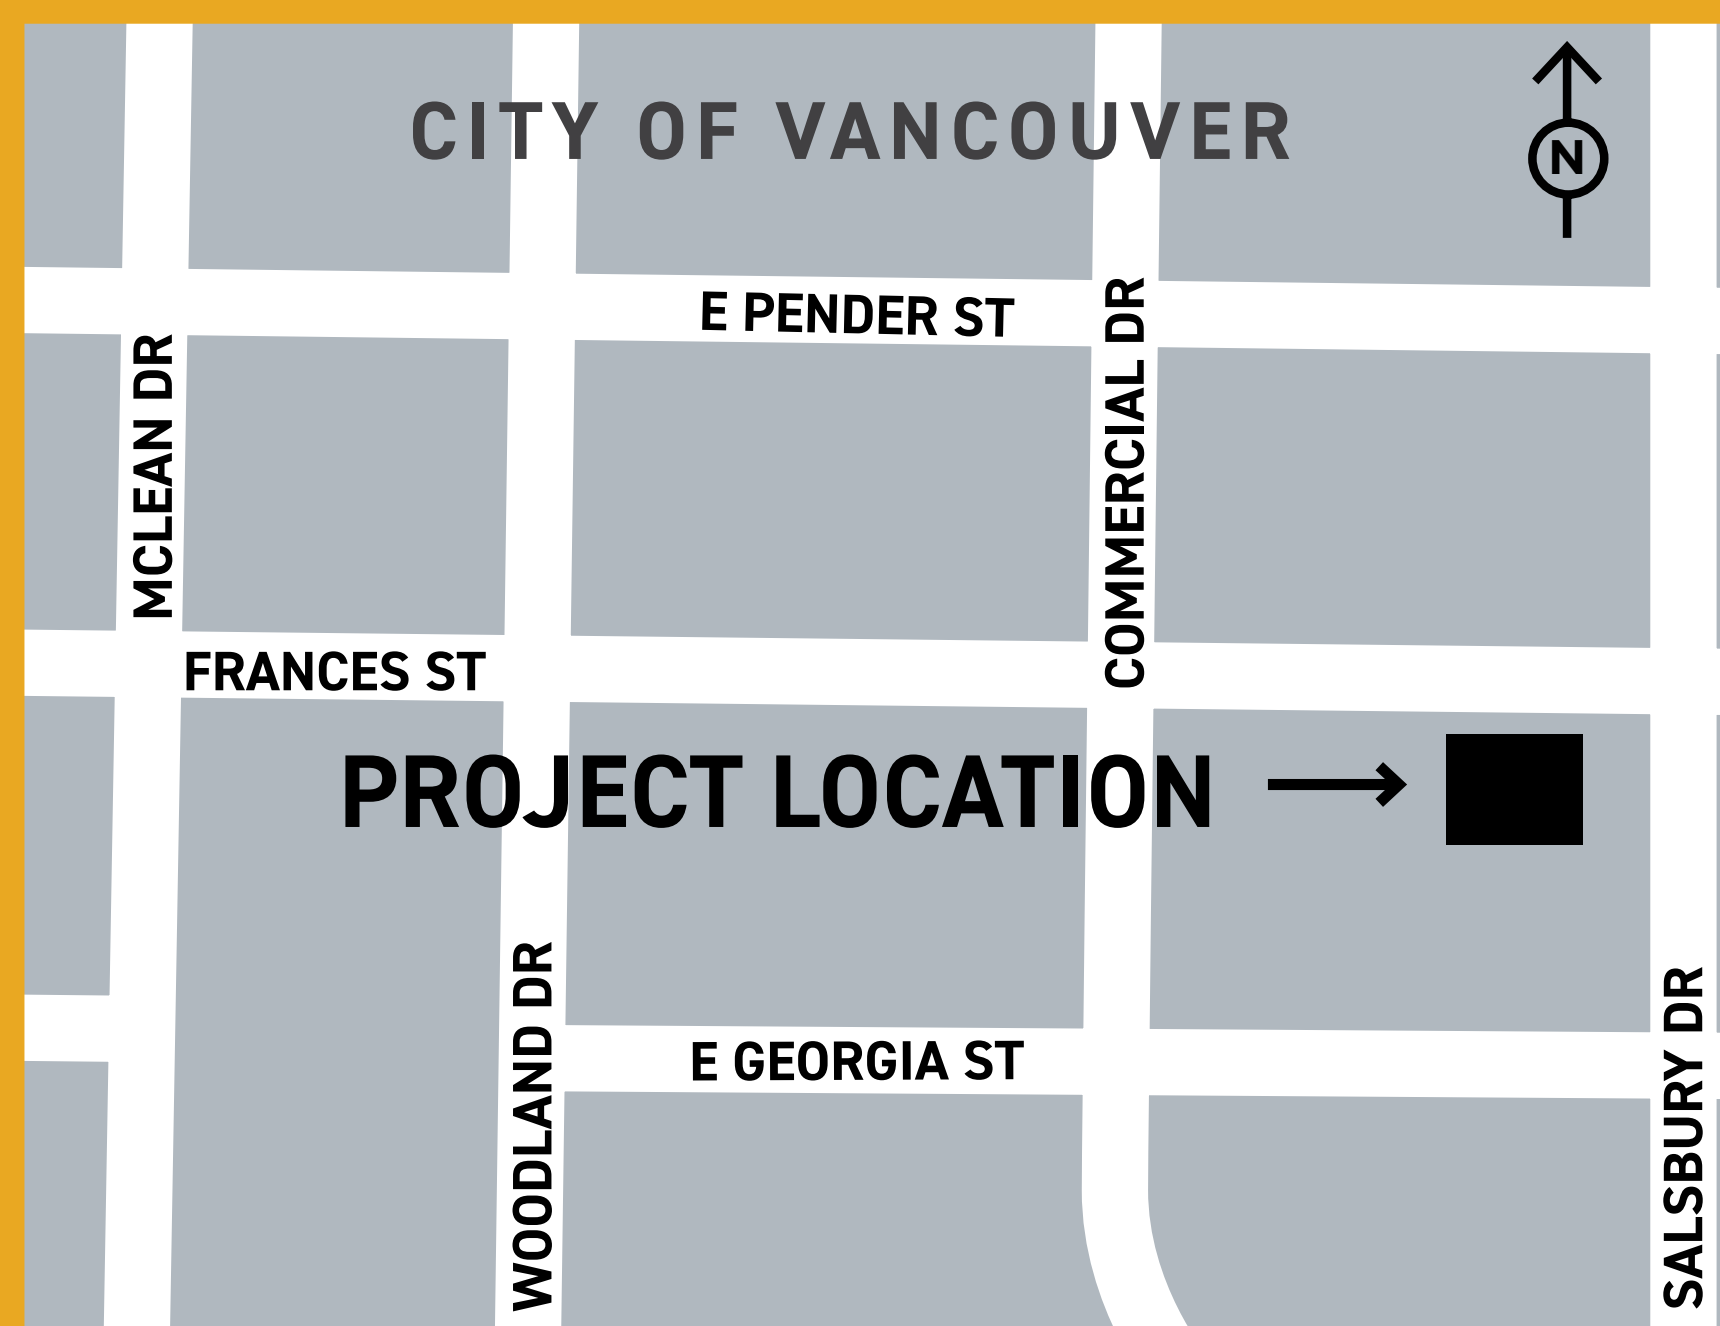 CITY OF VANCOUVER
N
E PENDER ST
COMMERCIAL DR
MCLEAN DR
FRANCES ST
PROJECT LOCATION
WOODLAND DR
E GEORGIA ST
SALSBURY DR